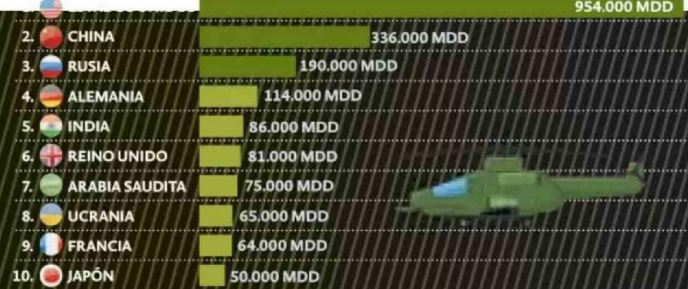 954.000 MDD
2. CHINA 336.000 MDD
3. RUSIA 190.000 MDD
4. ALEMANIA 114.000 MDD
5. INDIA 86.000 MDD
6. REINO UNIDO 81.000 MDD
7. ARABIA SAUDITA 75.000 MDD
8. UCRANIA 65.000 MDD
9. FRANCIA 64.000 MDD
10. JAPÓN 50.000 MDD